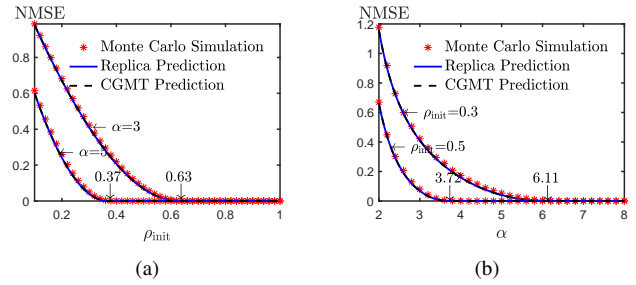 NMSE
Monte Carlo Simulation
Replica Prediction
CGMT Prediction
0.8
0.6
0.4
0.2
0
← α=3
← α=
0.37
0.63
0.2
0.4
0.6
0.8
1
ρinit
(a)
NMSE
Monte Carlo Simulation
Replica Prediction
CGMT Prediction
1.2
1
0.8
0.6
0.4
0.2
0
← ρinit=0.3
← ρinit=0.5
3.72
6.11
2
3
4
5
6
7
8
α
(b)